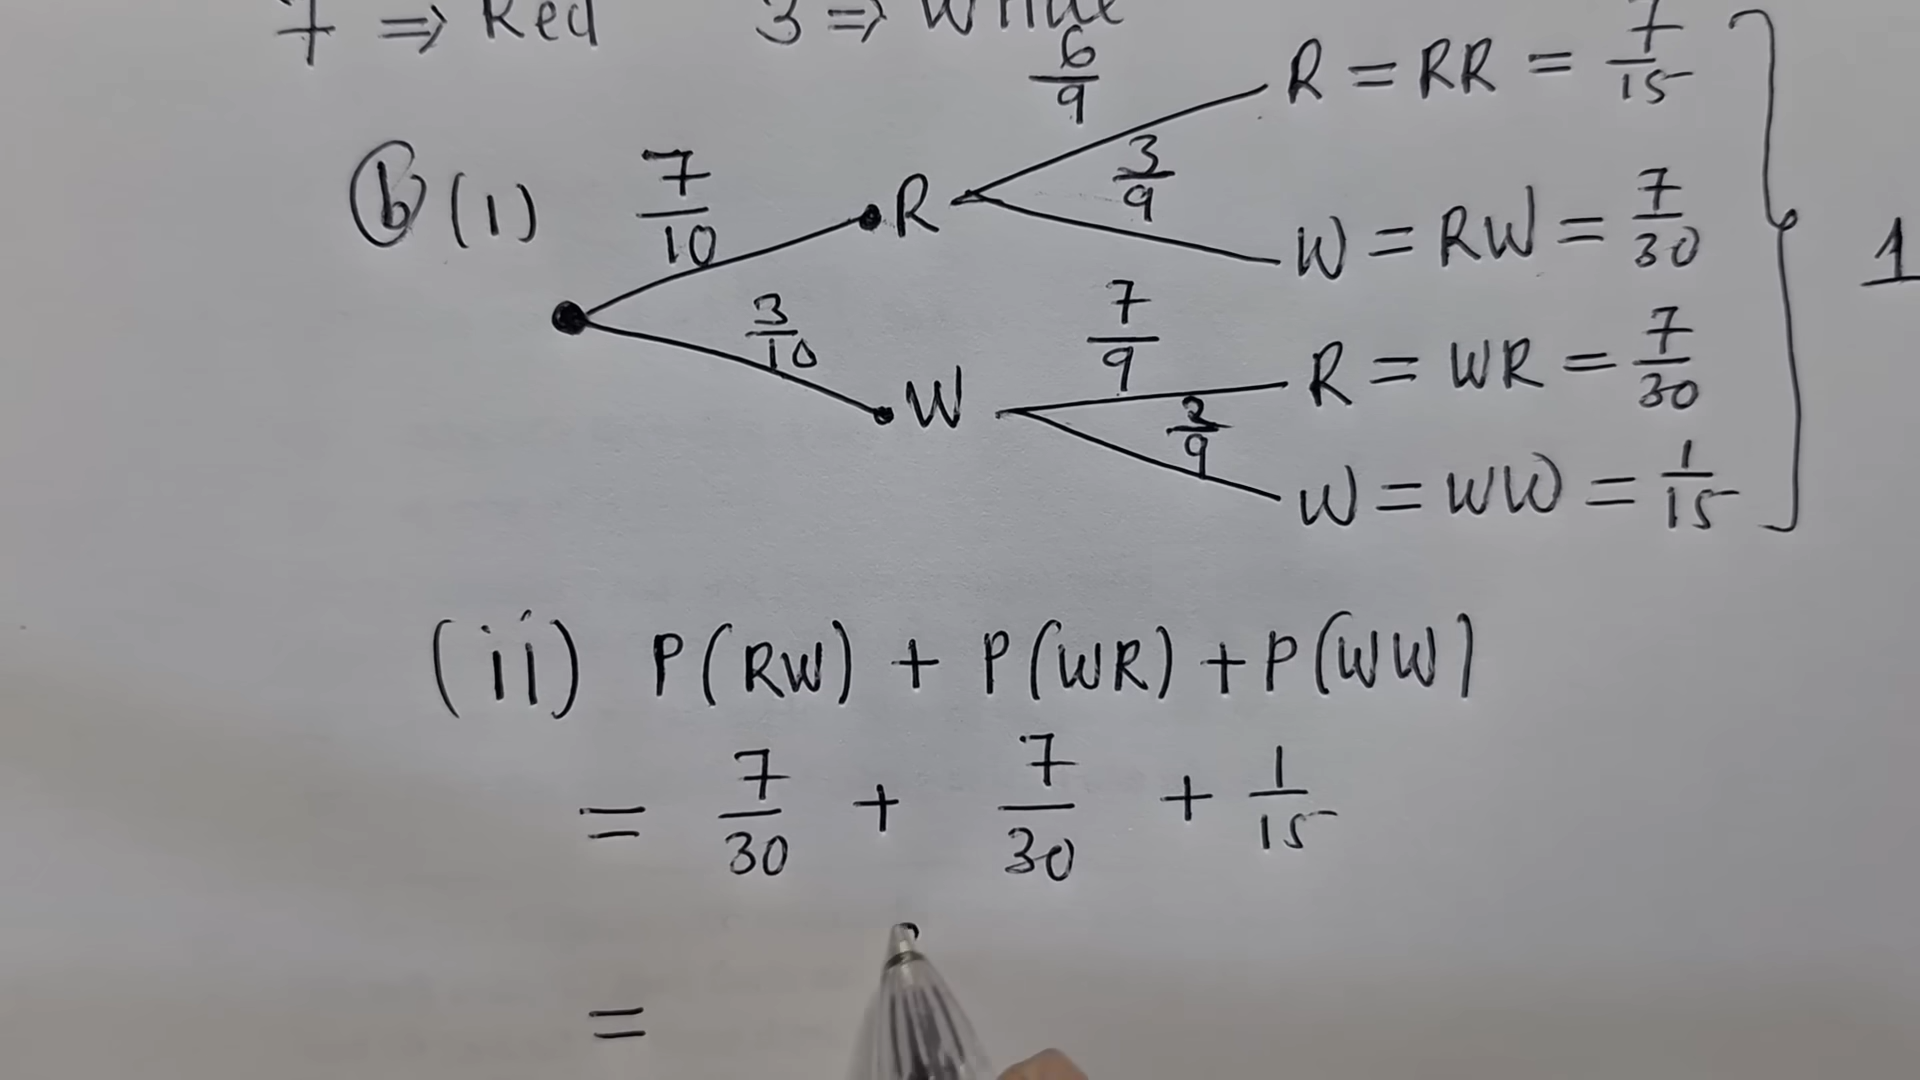 7 ⇒ Red 3 ⇒ White
6/9 R = RR = 7/15
(b) (i) 7/10 R 3/9 W = RW = 7/30 1
3/10 W 7/9 R = WR = 7/30
2/9 W = WW = 1/15
(ii) P(RW) + P(WR) + P(WW)
= 7/30 + 7/30 + 1/15
=